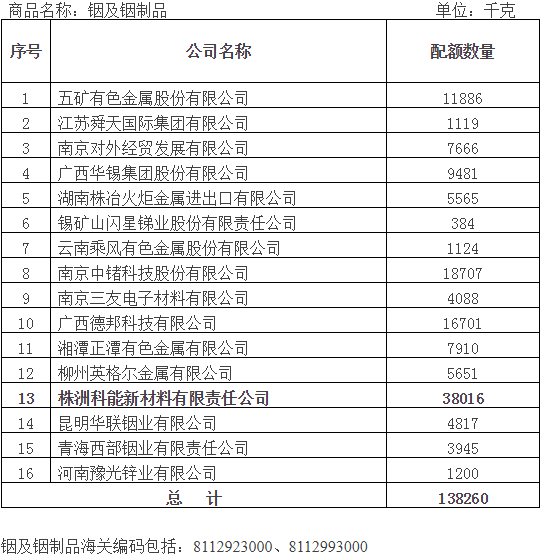 商品名称：铟及铟制品 单位：千克
序号 公司名称 配额数量
1 五矿有色金属股份有限公司 11886
2 江苏舜天国际集团有限公司 1119
3 南京对外经贸发展有限公司 7666
4 广西华锡集团股份有限公司 9481
5 湖南株冶火炬金属进出口有限公司 5565
6 锡矿山闪星锑业股份有限责任公司 384
7 云南乘风有色金属股份有限公司 1124
8 南京中锗科技股份有限公司 18707
9 南京三友电子材料有限公司 4088
10 广西德邦科技有限公司 16701
11 湘潭正潭有色金属有限公司 7910
12 柳州英格尔金属有限公司 5651
13 株洲科能新材料有限责任公司 38016
14 昆明华联铟业有限公司 4817
15 青海西部铟业有限责任公司 3945
16 河南豫光锌业有限公司 1200
总 计 138260
铟及铟制品海关编码包括：8112923000、8112993000